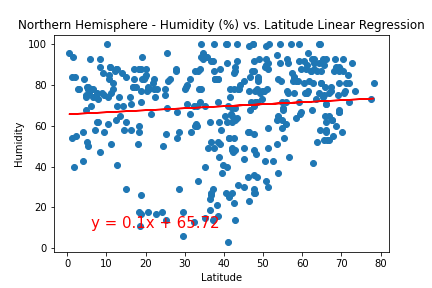 Northern Hemisphere - Humidity (%) vs. Latitude Linear Regression
Humidity
100
80
60
40
20
0
y = 0.1x + 65.72
0 10 20 30 40 50 60 70 80
Latitude